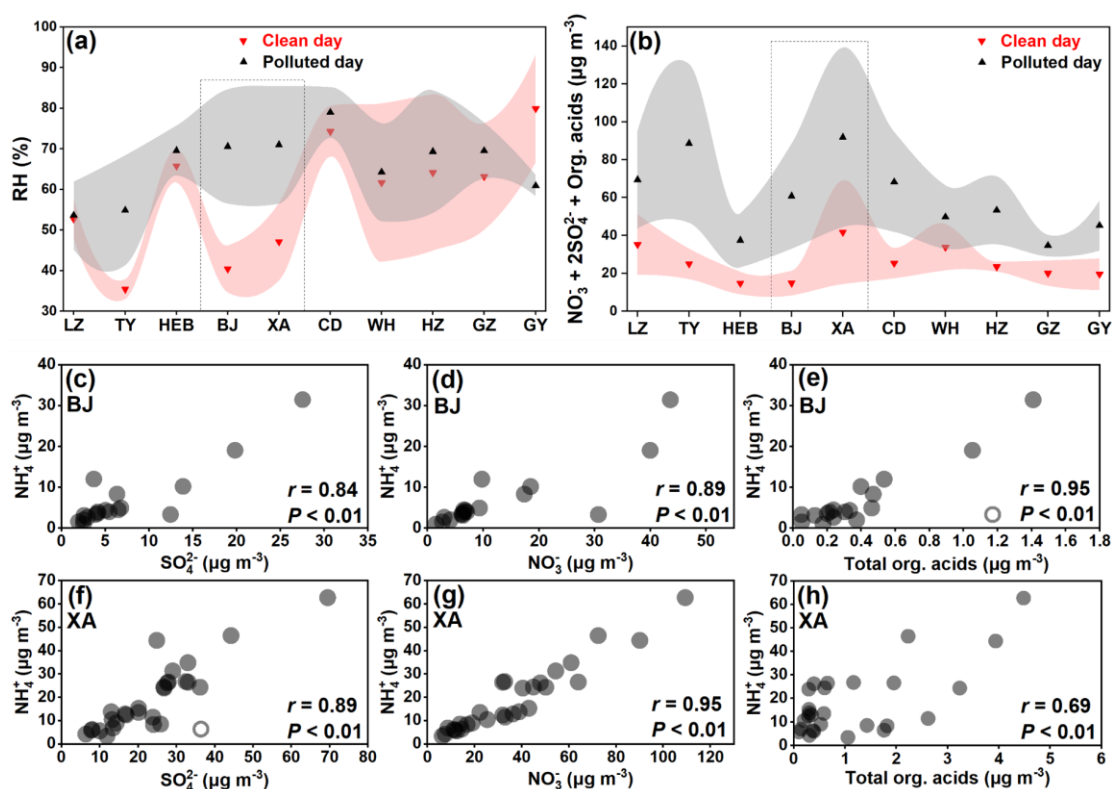 (a)
Clean day
Polluted day
RH (%)
100
90
80
70
60
50
40
30
LZ TY HEB BJ XA CD WH HZ GZ GY
(b)
Clean day
Polluted day
NO₃⁻ + 2SO₄²⁻ + Org. acids (µg m⁻³)
140
120
100
80
60
40
20
0
LZ TY HEB BJ XA CD WH HZ GZ GY
(c)
BJ
NH₄⁺ (µg m⁻³)
40
30
20
10
0
r = 0.84
P < 0.01
0 5 10 15 20 25 30 35
SO₄²⁻ (µg m⁻³)
(d)
BJ
NH₄⁺ (µg m⁻³)
40
30
20
10
0
r = 0.89
P < 0.01
0 10 20 30 40 50
NO₃⁻ (µg m⁻³)
(e)
BJ
NH₄⁺ (µg m⁻³)
40
30
20
10
0
r = 0.95
P < 0.01
0.0 0.2 0.4 0.6 0.8 1.0 1.2 1.4 1.6 1.8
Total org. acids (µg m⁻³)
(f)
XA
NH₄⁺ (µg m⁻³)
70
60
50
40
30
20
10
0
r = 0.89
P < 0.01
0 10 20 30 40 50 60 70 80
SO₄²⁻ (µg m⁻³)
(g)
XA
NH₄⁺ (µg m⁻³)
70
60
50
40
30
20
10
0
r = 0.95
P < 0.01
0 20 40 60 80 100 120
NO₃⁻ (µg m⁻³)
(h)
XA
NH₄⁺ (µg m⁻³)
70
60
50
40
30
20
10
0
r = 0.69
P < 0.01
0 1 2 3 4 5 6
Total org. acids (µg m⁻³)